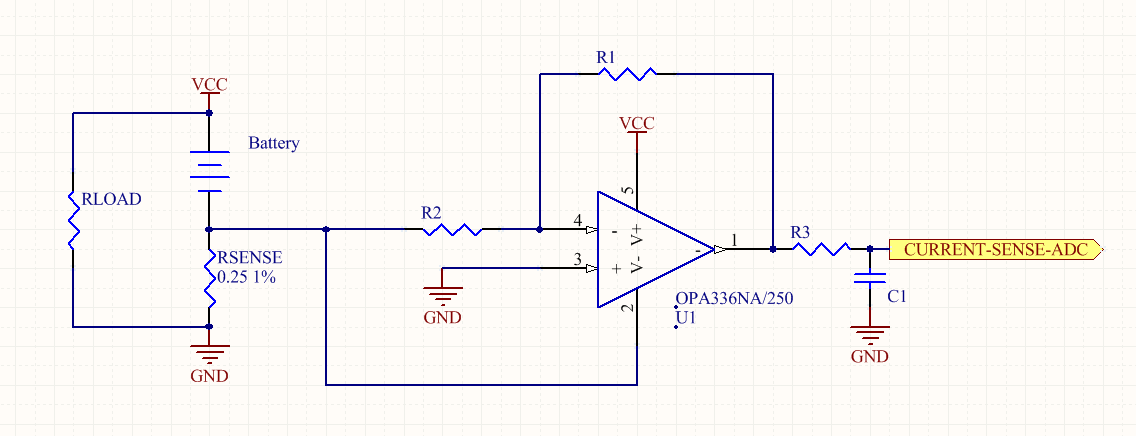 R1
VCC
VCC
Battery
5
RLOAD
R2
4
- V+
1
R3
CURRENT-SENSE-ADC
RSENSE
0.25 1%
3
+ V-
-
GND
2
OPA336NA/250
U1
C1
GND
GND
GND